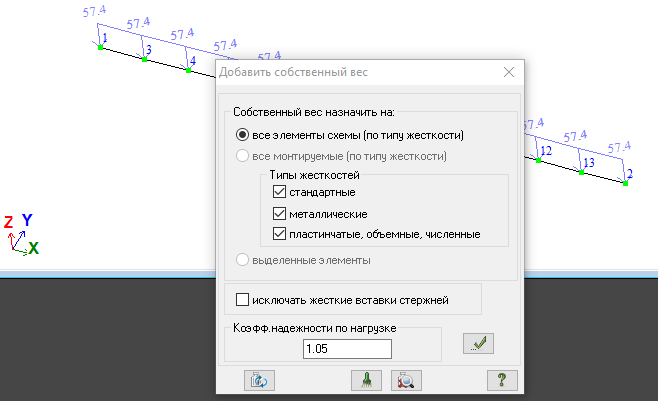 57.4
57.4
57.4
57.4
1
3
4
Добавить собственный вес
Собственный вес назначить на:
все элементы схемы (по типу жесткости)
все монтируемые (по типу жесткости)
Типы жесткостей
стандартные
металлические
пластинчатые, объемные, численные
выделенные элементы
исключать жесткие вставки стержней
Коэфф.надежности по нагрузке
1.05
?
57.4
57.4
57.4
12
13
2
Z
Y
X